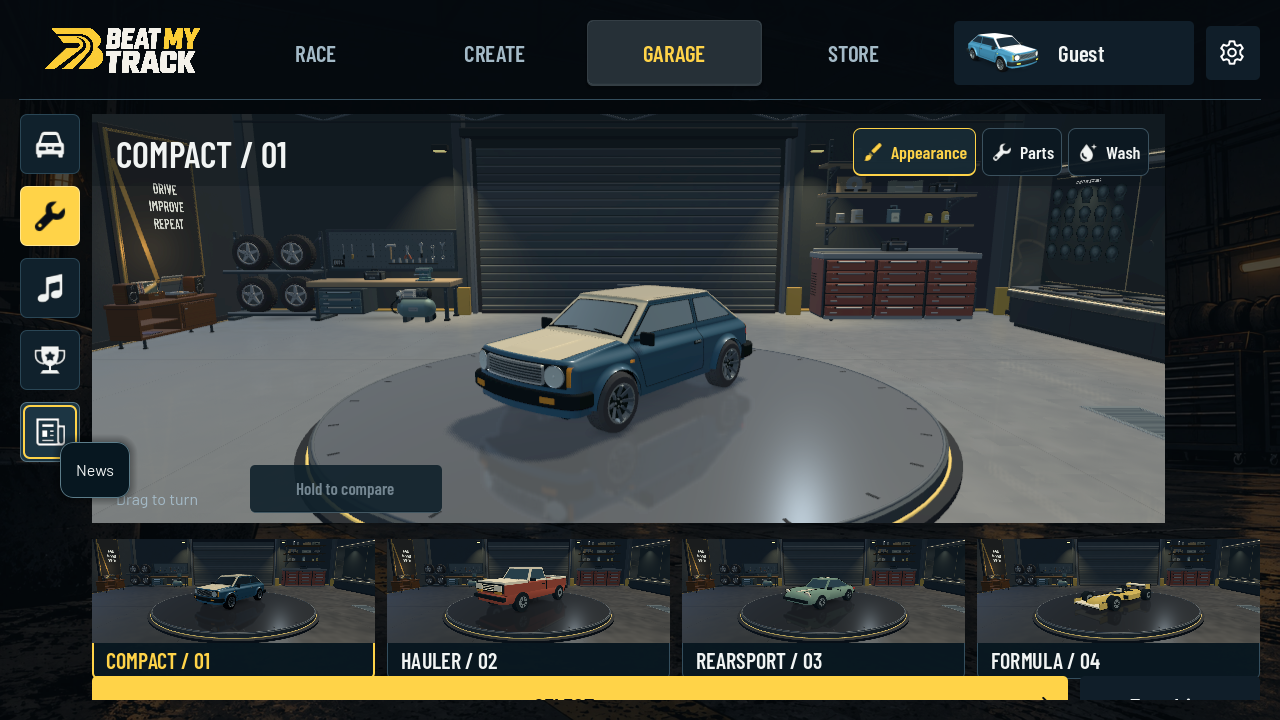 BEAT MY
TRACK
RACE
CREATE
GARAGE
STORE
Guest
COMPACT / 01
Appearance
Parts
Wash
DRIVE
IMPROVE
REPEAT
News
Drag to turn
Hold to compare
COMPACT / 01
HAULER / 02
REARSPORT / 03
FORMULA / 04